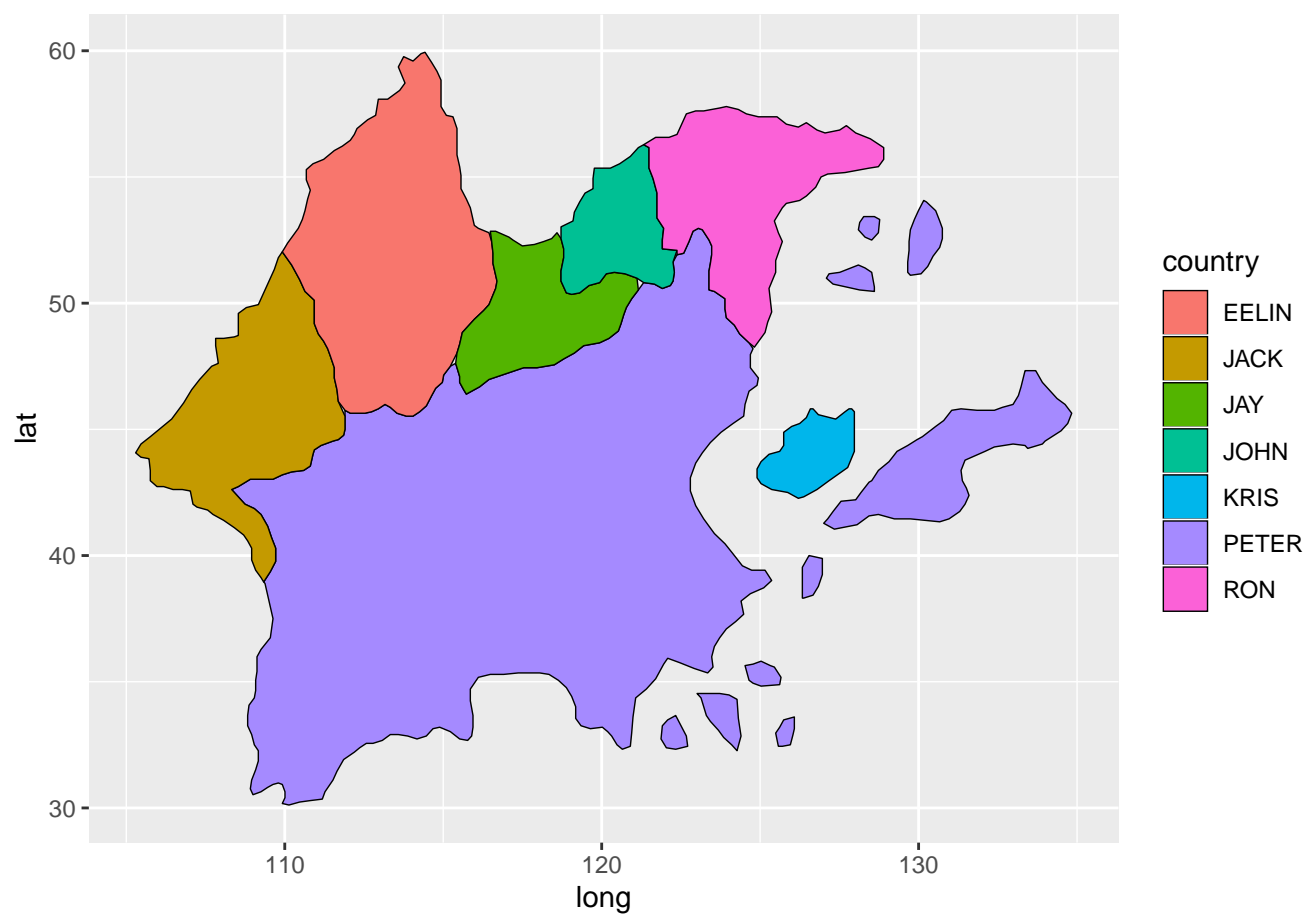 60
50
40
30
lat
110
120
130
long
country
EELIN
JACK
JAY
JOHN
KRIS
PETER
RON